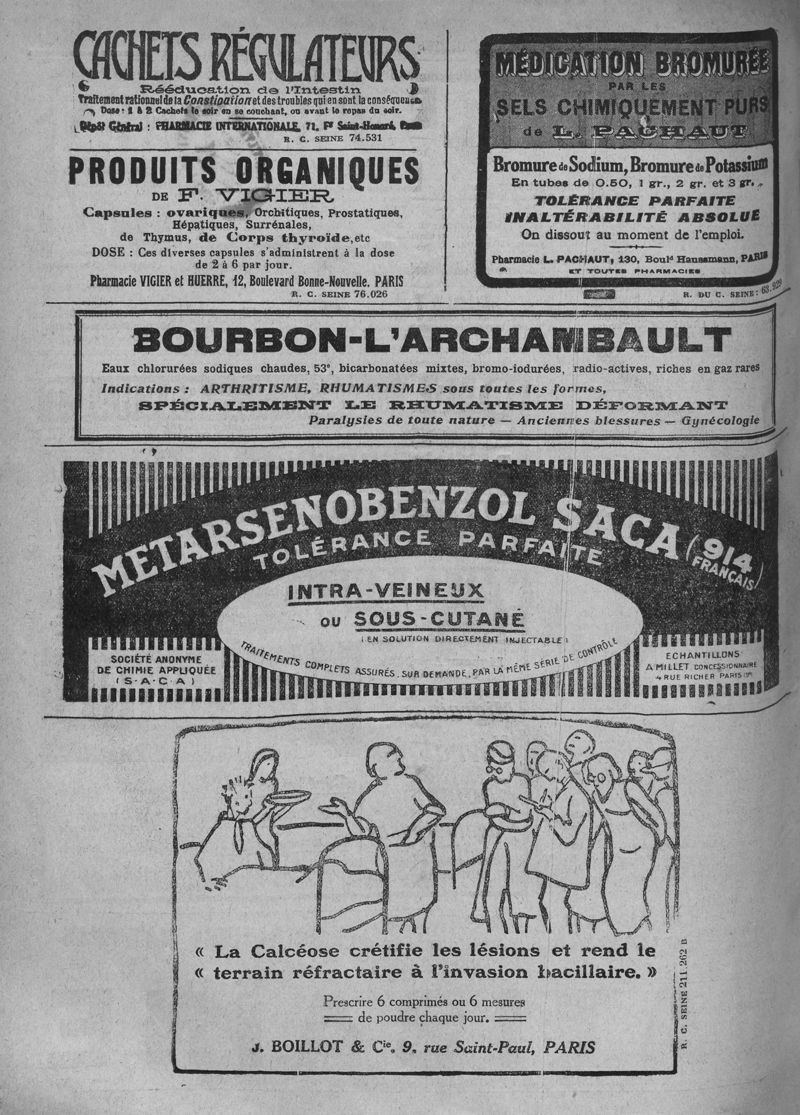 CACHETS RÉGULATEURS
Rééducation de l'Intestin
Traitement rationnel de la Constipation et des troubles qui en sont la conséquence
Dose : 1 à 2 Cachets le soir en se couchant, ou avant le repas du soir.
Dépôt Général : PHARMACIE INTERNATIONALE, 71, Fg Saint-Honoré, Paris
R. C. SEINE 74.531
PRODUITS ORGANIQUES
DE F. VIGIER
Capsules : ovariques, Orchitiques, Prostatiques,
Hépatiques, Surrénales,
de Thymus, de Corps thyroïde, etc
DOSE : Ces diverses capsules s'administrent à la dose
de 2 à 6 par jour.
Pharmacie VIGIER et HUERRE, 12, Boulevard Bonne-Nouvelle. PARIS
R. C. SEINE 76.026
MÉDICATION BROMURÉE
PAR LES
SELS CHIMIQUEMENT PURS
de L. PACHAUT
Bromure de Sodium, Bromure de Potassium
En tubes de 0.50, 1 gr., 2 gr. et 3 gr.
TOLÉRANCE PARFAITE
INALTÉRABILITÉ ABSOLUE
On dissout au moment de l'emploi.
Pharmacie L. PACHAUT, 130, Boulᵈ Haussmann, PARIS
ET TOUTES PHARMACIES
R. DU C. SEINE : 63.929
BOURBON-L'ARCHAMBAULT
Eaux chlorurées sodiques chaudes, 53°, bicarbonatées mixtes, bromo-iodurées, radio-actives, riches en gaz rares
Indications : ARTHRITISME, RHUMATISMES sous toutes les formes,
SPÉCIALEMENT LE RHUMATISME DÉFORMANT
Paralysies de toute nature — Anciennes blessures — Gynécologie
METARSENOBENZOL SACA (914 FRANÇAIS)
TOLÉRANCE PARFAITE
INTRA-VEINEUX
OU SOUS-CUTANÉ
(EN SOLUTION DIRECTEMENT INJECTABLE)
TRAITEMENTS COMPLETS ASSURÉS, SUR DEMANDE, PAR LA MÊME SÉRIE DE CONTRÔLE
SOCIÉTÉ ANONYME
DE CHIMIE APPLIQUÉE
(S.A.C.A)
ECHANTILLONS
A MILLET CONCESSIONNAIRE
4 RUE RICHER PARIS
« La Calcéose crétifie les lésions et rend le
« terrain réfractaire à l'invasion bacillaire. »
Prescrire 6 comprimés ou 6 mesures
de poudre chaque jour.
J. BOILLOT & Cie, 9, rue Saint-Paul, PARIS
R. C. SEINE 211 262 B